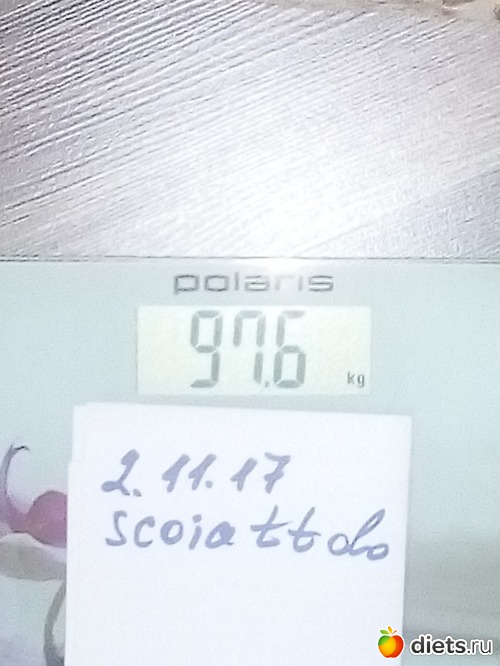 polaris
97.6 kg
2.11.17
scoiattolo
diets.ru